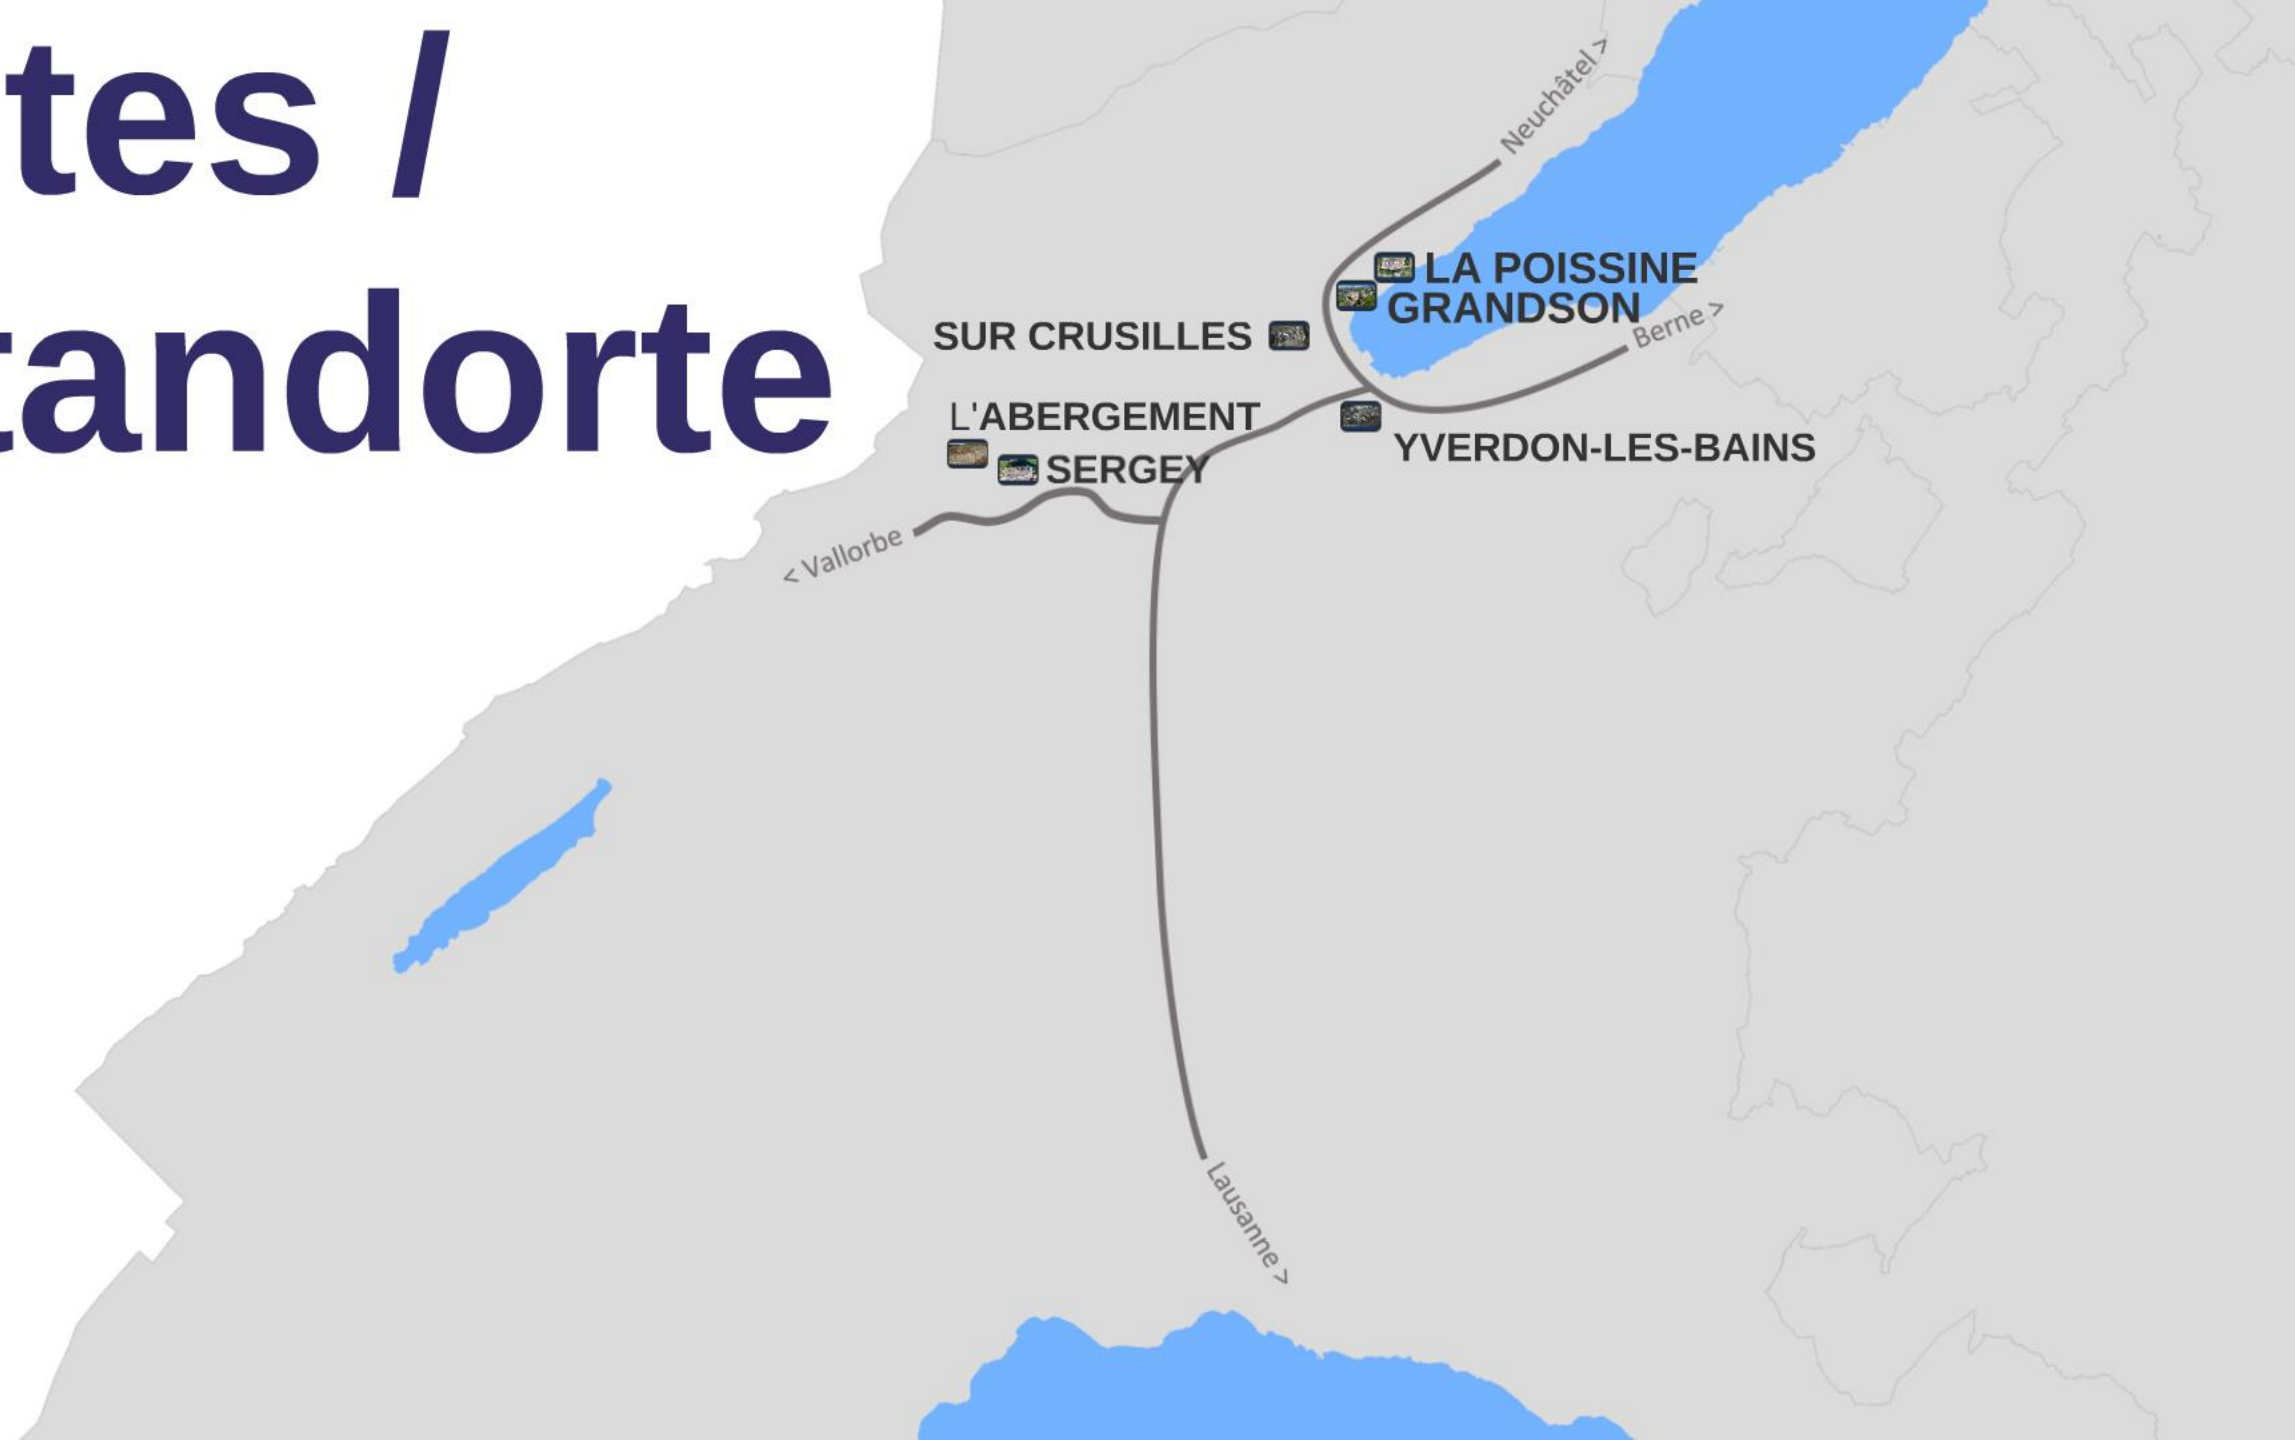 tes /
tandorte
Neuchâtel >
LA POISSINE
GRANDSON
Berne >
SUR CRUSILLES
L'ABERGEMENT
YVERDON-LES-BAINS
SERGEY
< Vallorbe
Lausanne >